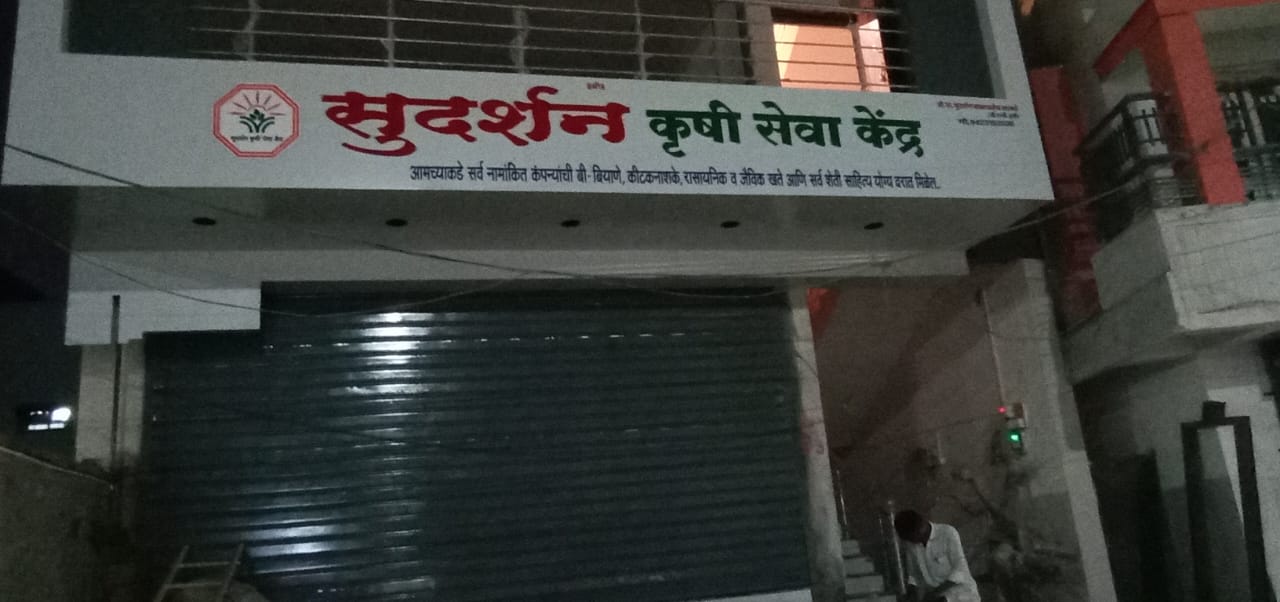 सुदर्शन कृषी सेवा केंद्र
आमच्याकडे सर्व नामांकित कंपन्यांची बी-बियाणे, कीटकनाशके, रासायनिक व जैविक खते आणि सर्व शेती साहित्य योग्य दरात मिळेल.